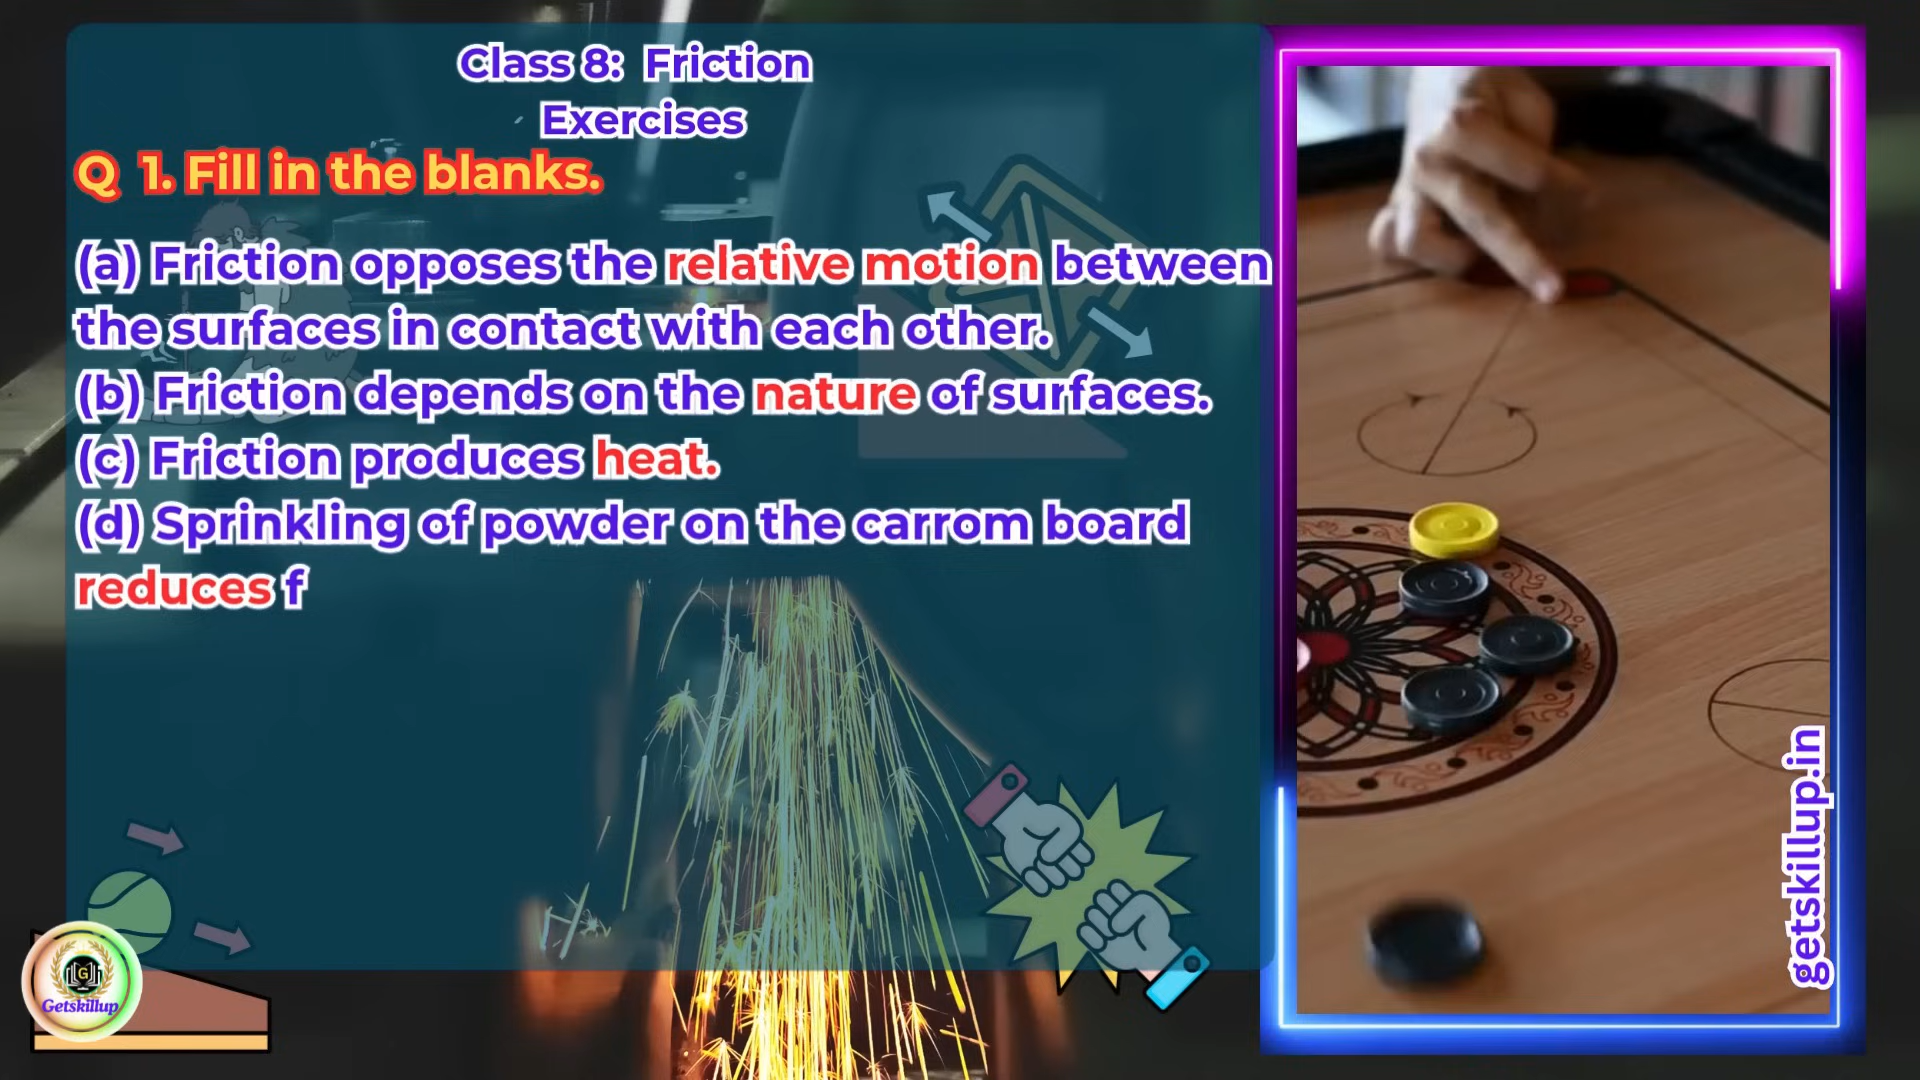 Class 8: Friction
Exercises
Q 1. Fill in the blanks.
(a) Friction opposes the relative motion between
the surfaces in contact with each other.
(b) Friction depends on the nature of surfaces.
(c) Friction produces heat.
(d) Sprinkling of powder on the carrom board
reduces f
getskillup.in
G
Getskillup